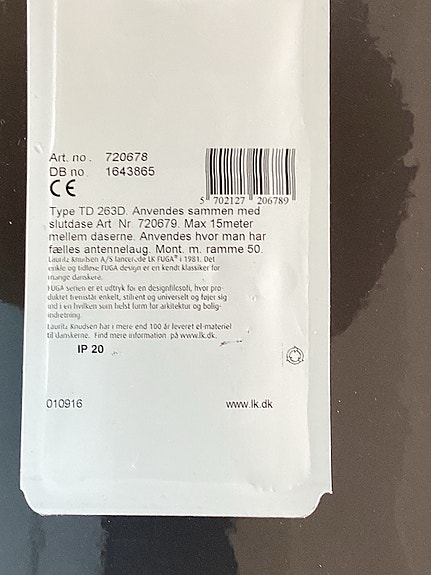 Art. no. 720678
DB no. 1643865
CE
5 702127 206789
Type TD 263D. Anvendes sammen med
slutdåse Art Nr 720679. Max 15meter
mellem dåserne. Anvendes hvor man har
fælles antennelaug. Mont. m. ramme 50.
Lauritz Knudsen A/S lancerede LK FUGA® i 1981. Det
enkle og tidløse FUGA design er en kendt klassiker for
mange danskere.
FUGA serien er et udtryk for en designfilosofi, hvor pro-
duktet fremstår enkelt, stilrent og universelt og føjer sig
ind i en hvilken som helst form for arkitektur og bolig-
indretning.
Lauritz Knudsen har i mere end 100 år leveret el-materiel
til danskerne. Find mere information på www.lk.dk.
IP 20
010916 www.lk.dk